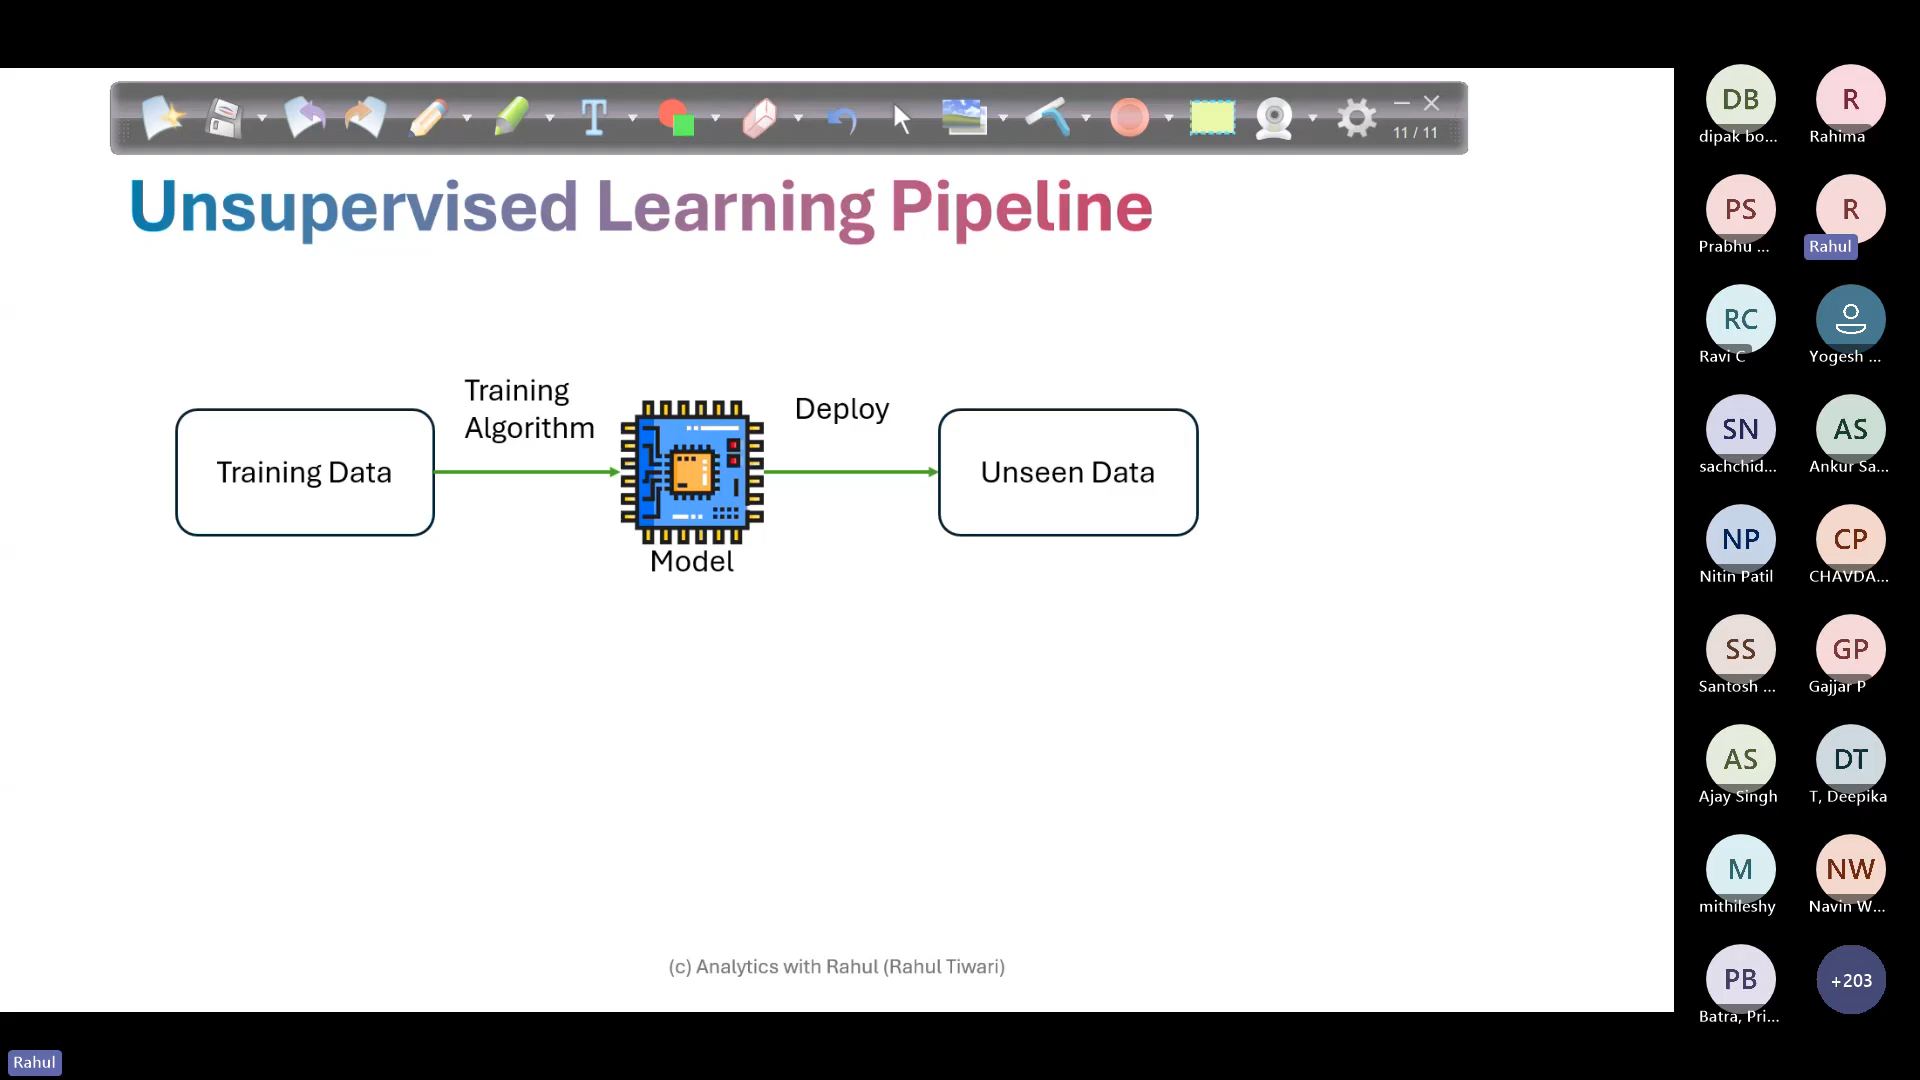 11 / 11
Unsupervised Learning Pipeline
Training Data
Training
Algorithm
Model
Deploy
Unseen Data
(c) Analytics with Rahul (Rahul Tiwari)
DB
dipak bo...
R
Rahima
PS
Prabhu ...
R
Rahul
RC
Ravi C
Yogesh ...
SN
sachchid...
AS
Ankur Sa...
NP
Nitin Patil
CP
CHAVDA...
SS
Santosh ...
GP
Gajjar P
AS
Ajay Singh
DT
T, Deepika
M
mithileshy
NW
Navin W...
PB
Batra, Pri...
+203
Rahul